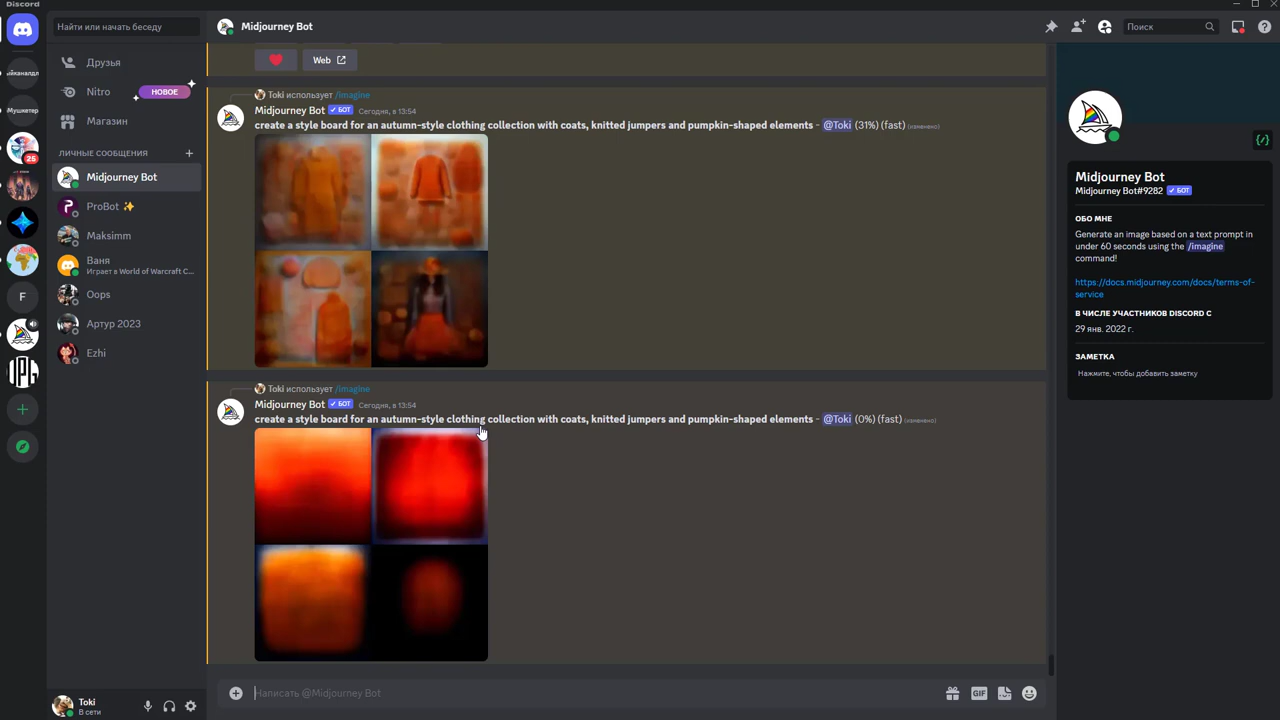 Discord
Найти или начать беседу
Midjourney Bot
Поиск
Друзья
Nitro
НОВОЕ
Магазин
ЛИЧНЫЕ СООБЩЕНИЯ
Midjourney Bot
ProBot ✨
Maksimm
Ваня
Играет в World of Warcraft C...
Oops
Артур 2023
Ezhi
Мушкетер
25
F
Toki
В сети
Web
Toki использует /imagine
Midjourney Bot ✓ БОТ Сегодня, в 13:54
create a style board for an autumn-style clothing collection with coats, knitted jumpers and pumpkin-shaped elements - @Toki (31%) (fast) (изменено)
Toki использует /imagine
Midjourney Bot ✓ БОТ Сегодня, в 13:54
create a style board for an autumn-style clothing collection with coats, knitted jumpers and pumpkin-shaped elements - @Toki (0%) (fast) (изменено)
Написать @Midjourney Bot
GIF
Midjourney Bot
Midjourney Bot#9282 ✓ БОТ
ОБО МНЕ
Generate an image based on a text prompt in
under 60 seconds using the /imagine
command!
https://docs.midjourney.com/docs/terms-of-
service
В ЧИСЛЕ УЧАСТНИКОВ DISCORD С
29 янв. 2022 г.
ЗАМЕТКА
Нажмите, чтобы добавить заметку